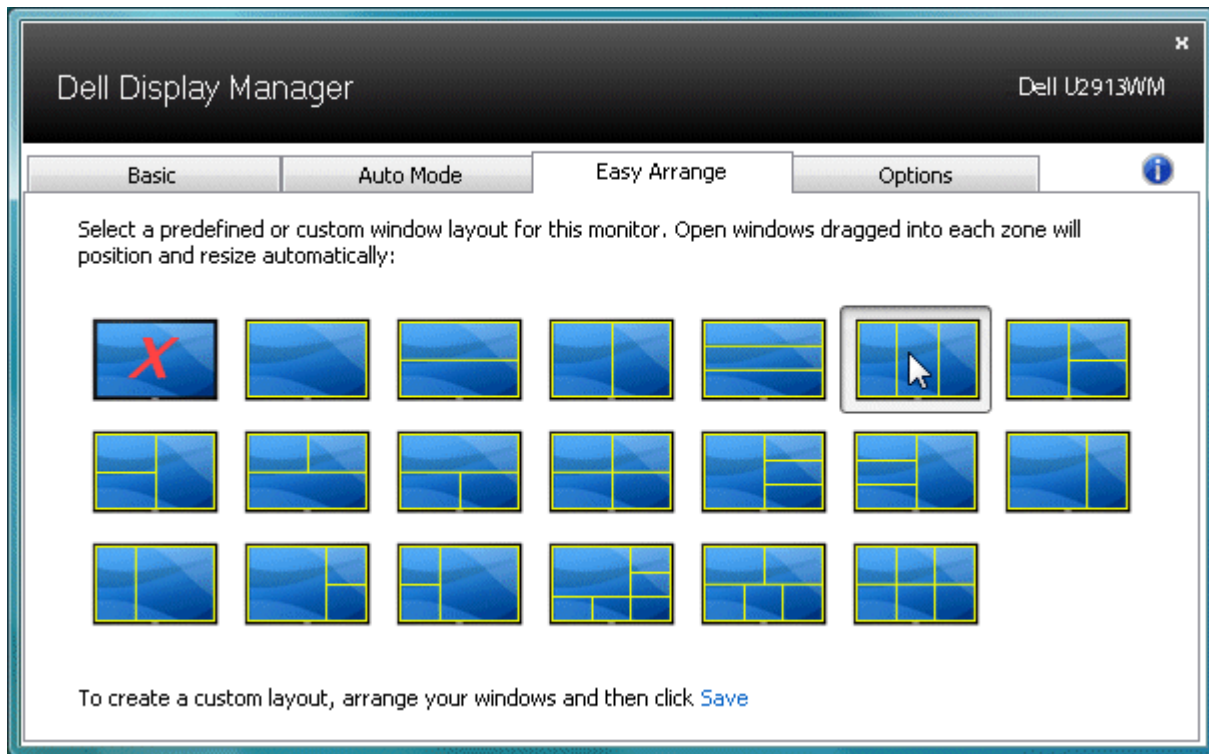 x
Dell Display Manager
Dell U2913WM
Basic
Auto Mode
Easy Arrange
Options
i
Select a predefined or custom window layout for this monitor. Open windows dragged into each zone will
position and resize automatically:
X
To create a custom layout, arrange your windows and then click Save